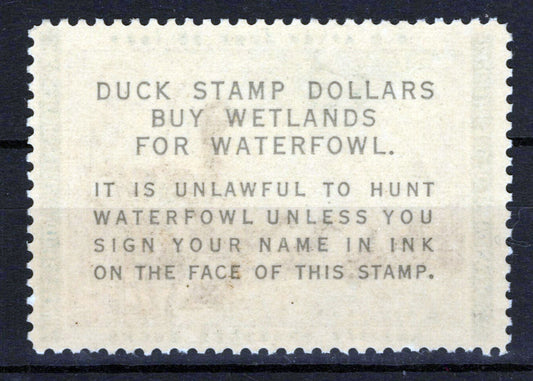 DUCK STAMP DOLLARS
BUY WETLANDS
FOR WATERFOWL.
IT IS UNLAWFUL TO HUNT
WATERFOWL UNLESS YOU
SIGN YOUR NAME IN INK
ON THE FACE OF THIS STAMP.